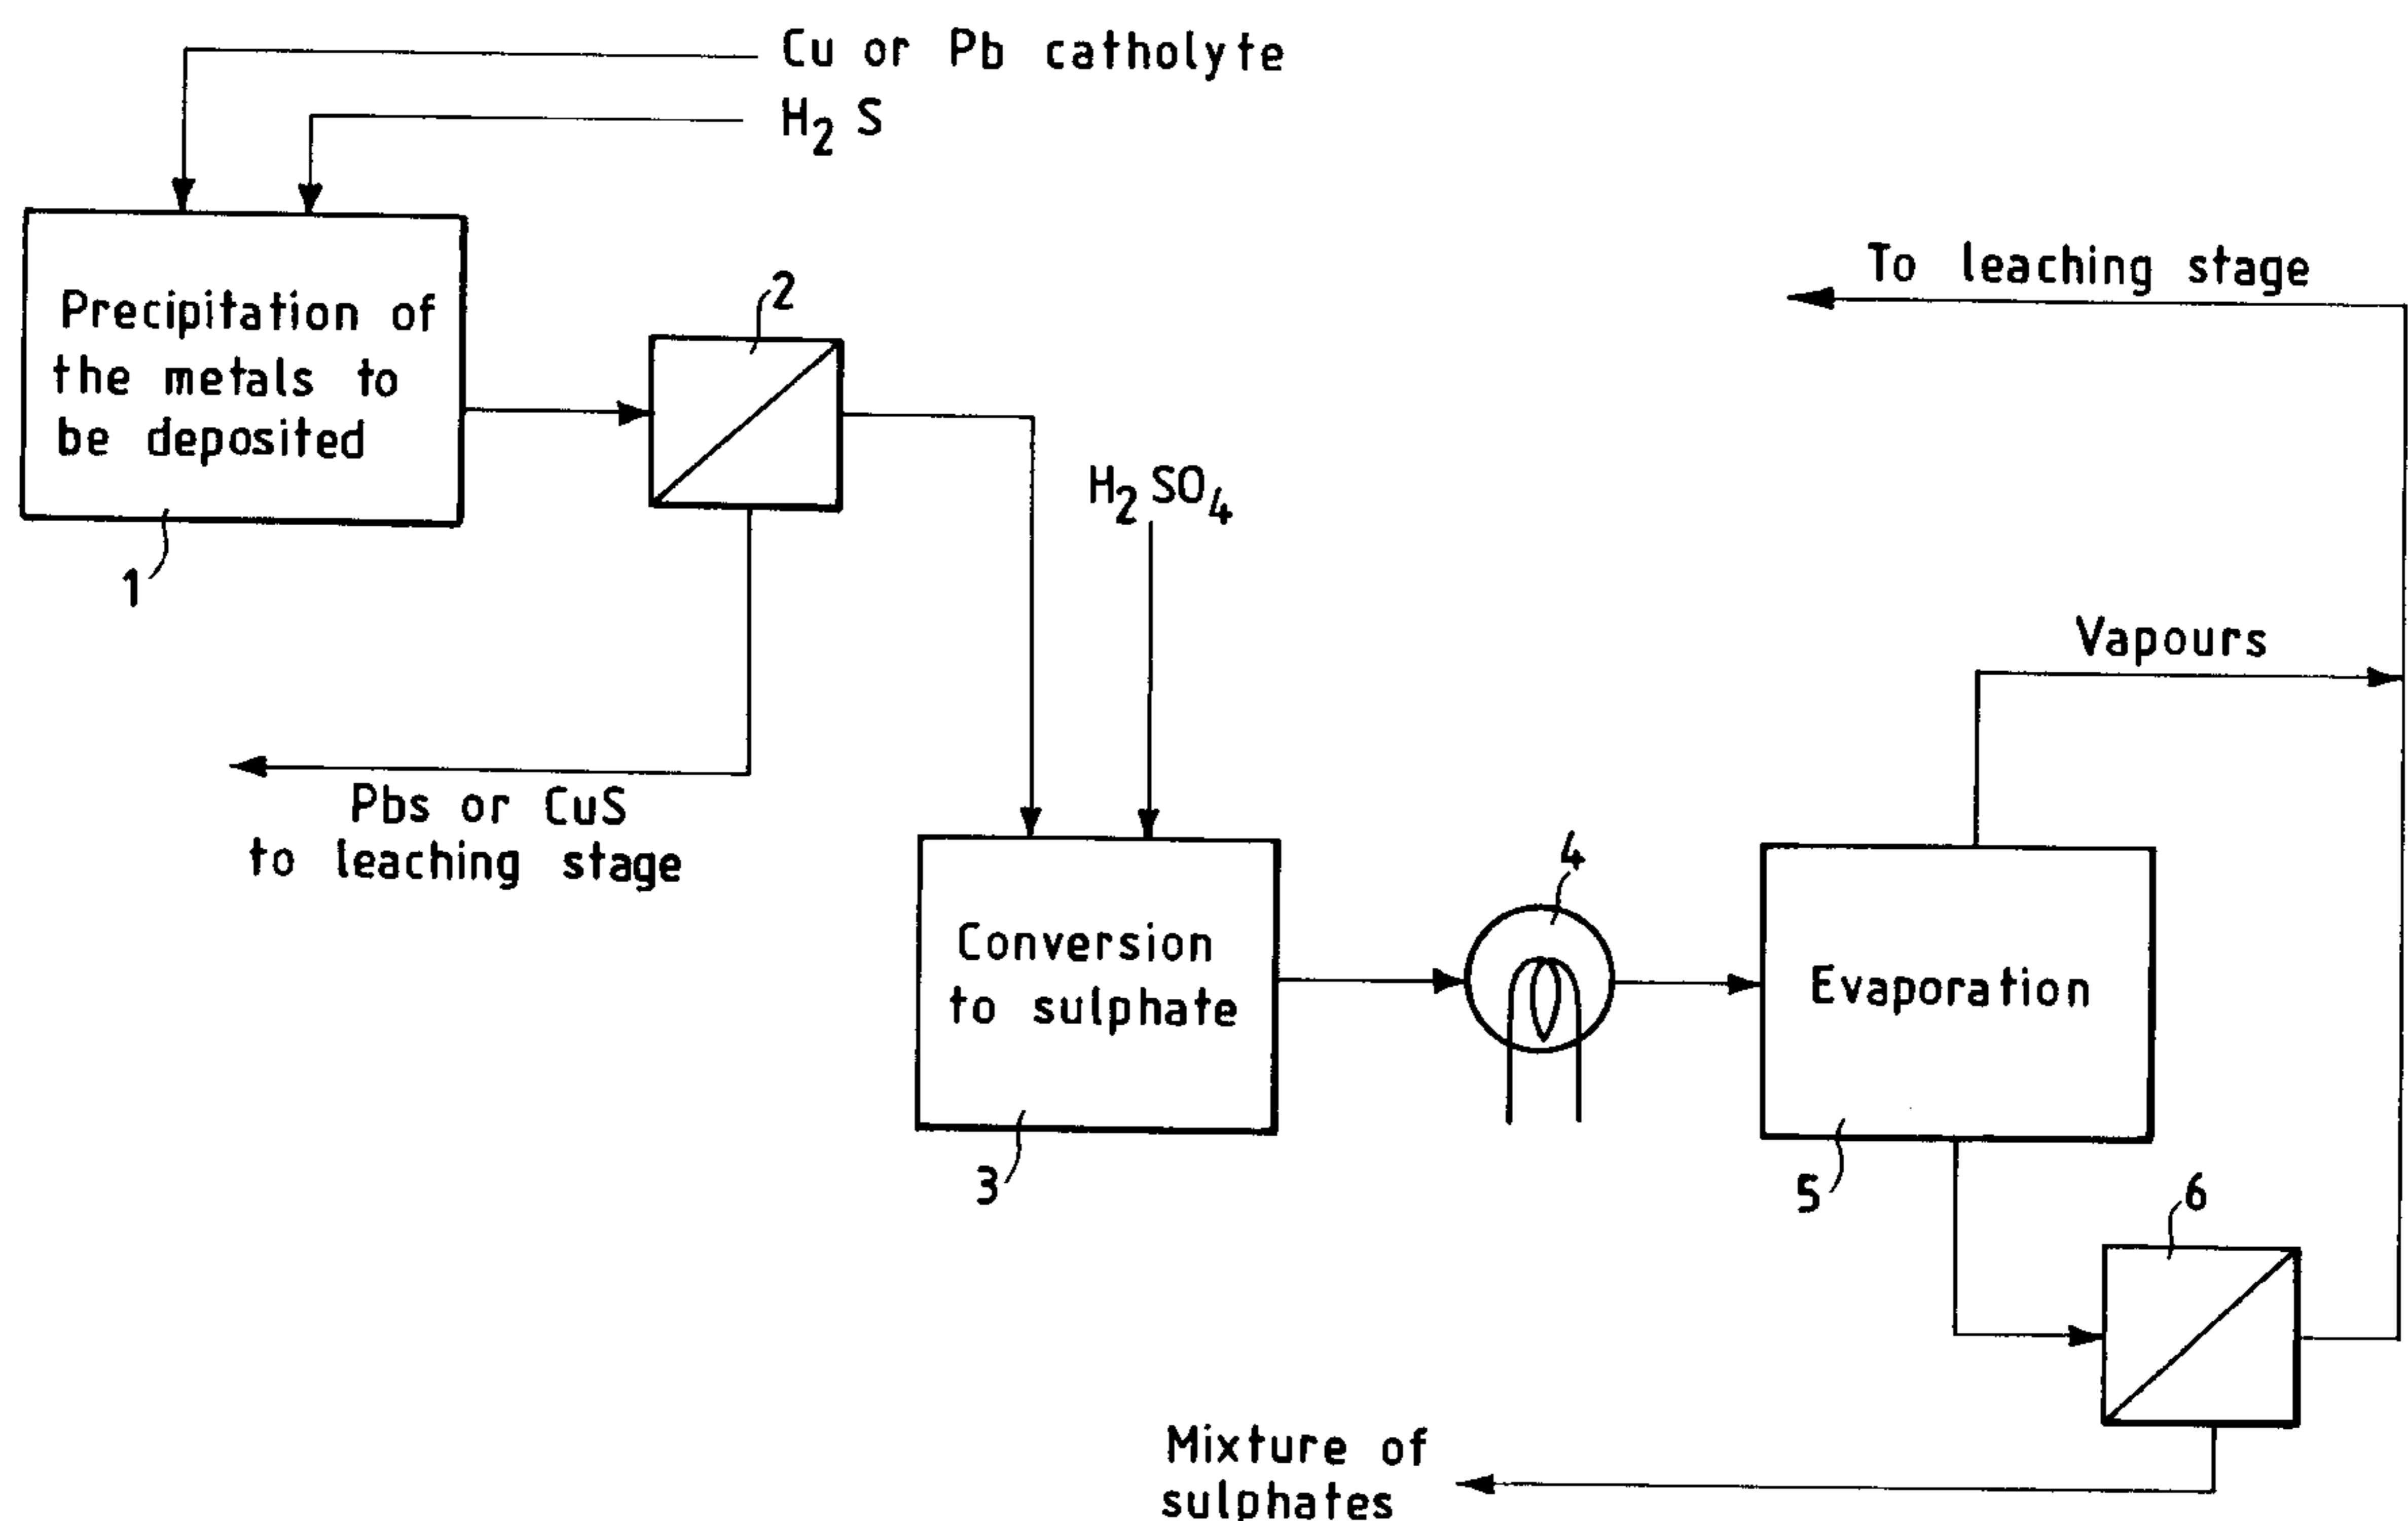 Cu or Pb catholyte
H2 S
Precipitation of
the metals to
be deposited
1
2
Pbs or CuS
to leaching stage
H2 SO4
Conversion
to sulphate
3
4
Evaporation
5
Vapours
To leaching stage
6
Mixture of
sulphates